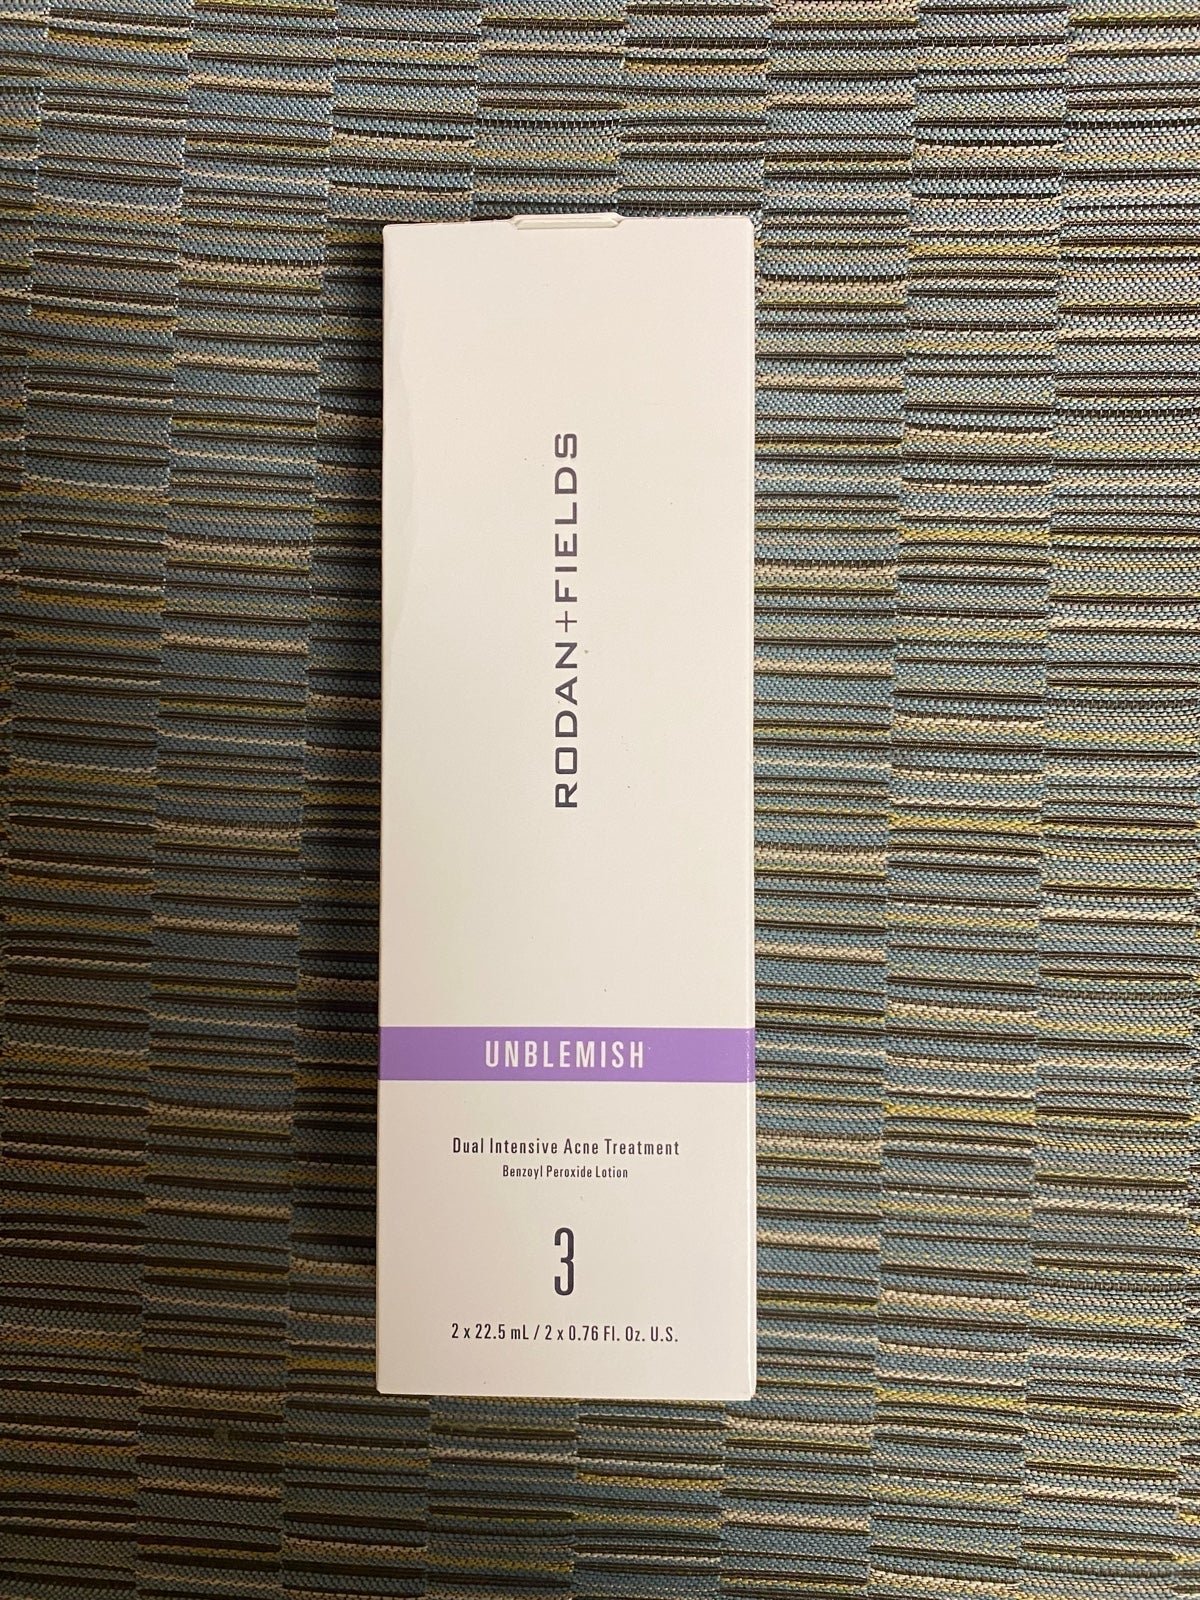 RODAN+FIELDS
UNBLEMISH
Dual Intensive Acne Treatment
Benzoyl Peroxide Lotion
3
2 x 22.5 mL / 2 x 0.76 Fl. Oz. U.S.